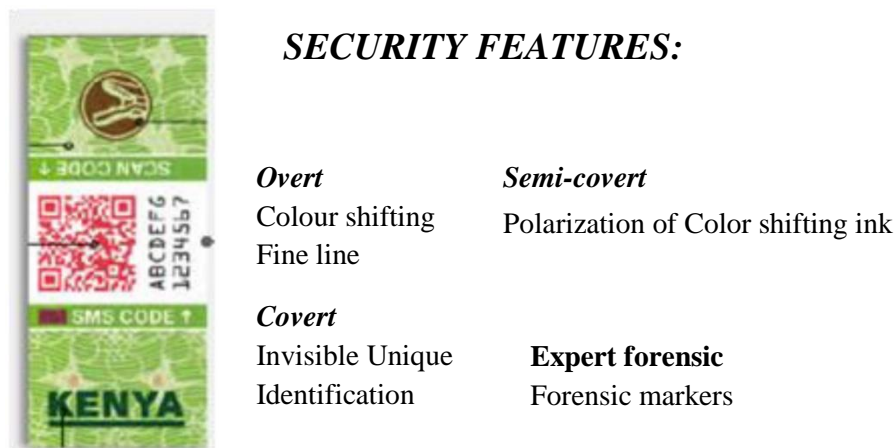 SECURITY FEATURES:
SCAN CODE ↑
ABCDEFG
1234567
SMS CODE ↑
KENYA
Overt
Colour shifting
Fine line
Semi-covert
Polarization of Color shifting ink
Covert
Invisible Unique
Identification
Expert forensic
Forensic markers